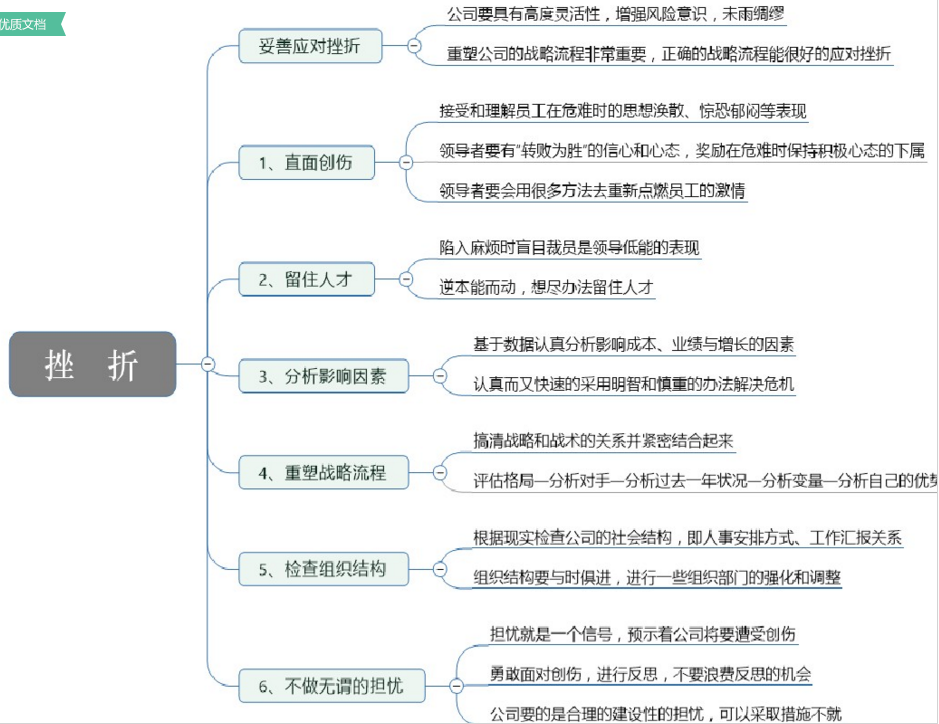 优质文档
挫 折
妥善应对挫折
公司要具有高度灵活性，增强风险意识，未雨绸缪
重塑公司的战略流程非常重要，正确的战略流程能很好的应对挫折
1、直面创伤
接受和理解员工在危难时的思想涣散、惊恐郁闷等表现
领导者要有“转败为胜”的信心和心态，奖励在危难时保持积极心态的下属
领导者要会用很多方法去重新点燃员工的激情
2、留住人才
陷入麻烦时盲目裁员是领导低能的表现
逆本能而动，想尽办法留住人才
3、分析影响因素
基于数据认真分析影响成本、业绩与增长的因素
认真而又快速的采用明智和慎重的办法解决危机
4、重塑战略流程
搞清战略和战术的关系并紧密结合起来
评估格局—分析对手—分析过去一年状况—分析变量—分析自己的优
5、检查组织结构
根据现实检查公司的社会结构，即人事安排方式、工作汇报关系
组织结构要与时俱进，进行一些组织部门的强化和调整
6、不做无谓的担忧
担忧就是一个信号，预示着公司将要遭受创伤
勇敢面对创伤，进行反思，不要浪费反思的机会
公司要的是合理的建设性的担忧，可以采取措施不就